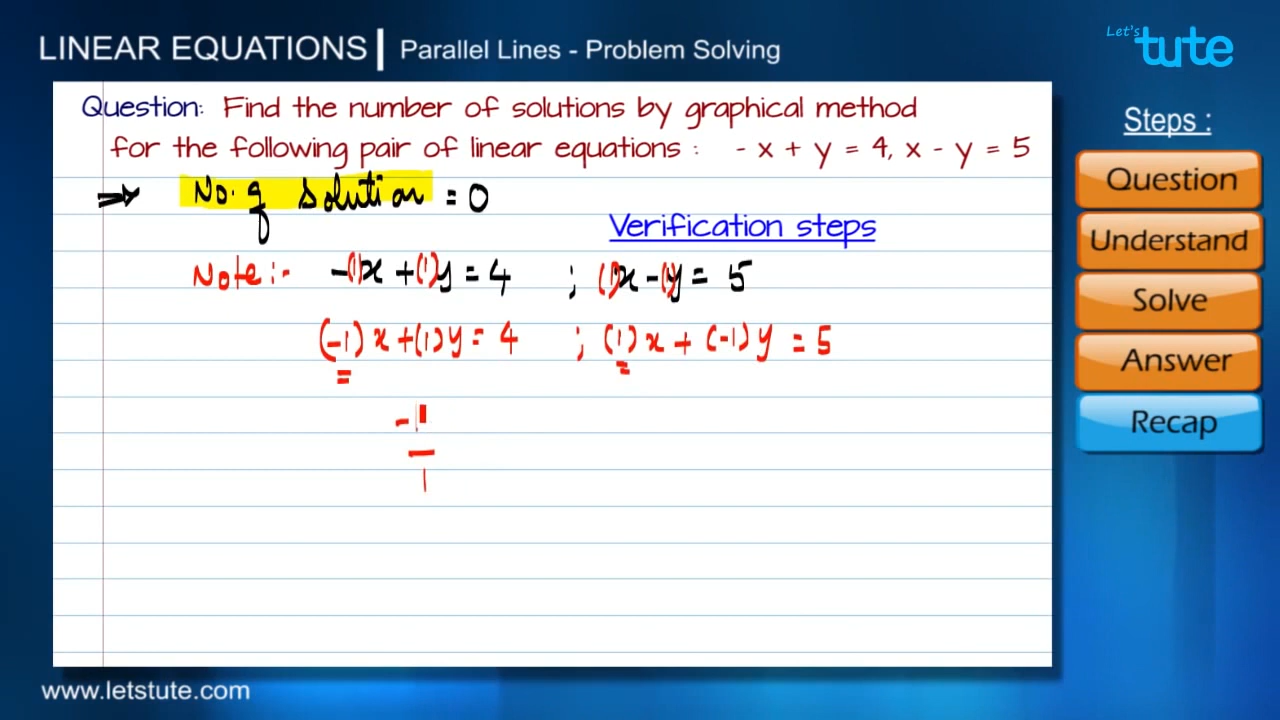 LINEAR EQUATIONS | Parallel Lines - Problem Solving
Let's tute
Question: Find the number of solutions by graphical method
for the following pair of linear equations : - x + y = 4, x - y = 5
⇒ No. of solution = 0
Verification steps
Note :- -(1)x + (1)y = 4 ; (1)x - (1)y = 5
(-1) x + (1) y = 4 ; (1) x + (-1) y = 5
-1
1
Steps :
Question
Understand
Solve
Answer
Recap
www.letstute.com